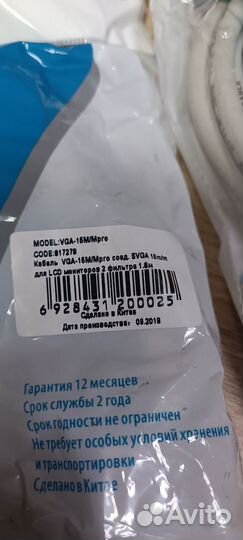 MODEL:VGA-15M/Mpro
CODE:817278
Кабель VGA-15M/Mpro соед. SVGA 15m/m
для LCD мониторов 2 фильтра 1.8м
6 928431 200025
Сделано в Китае
Дата производства: 09.2018
Гарантия 12 месяцев
Срок службы 2 года
Срок годности не ограничен
Не требует особых условий хранения
и транспортировки
Сделано в Китае
Avito